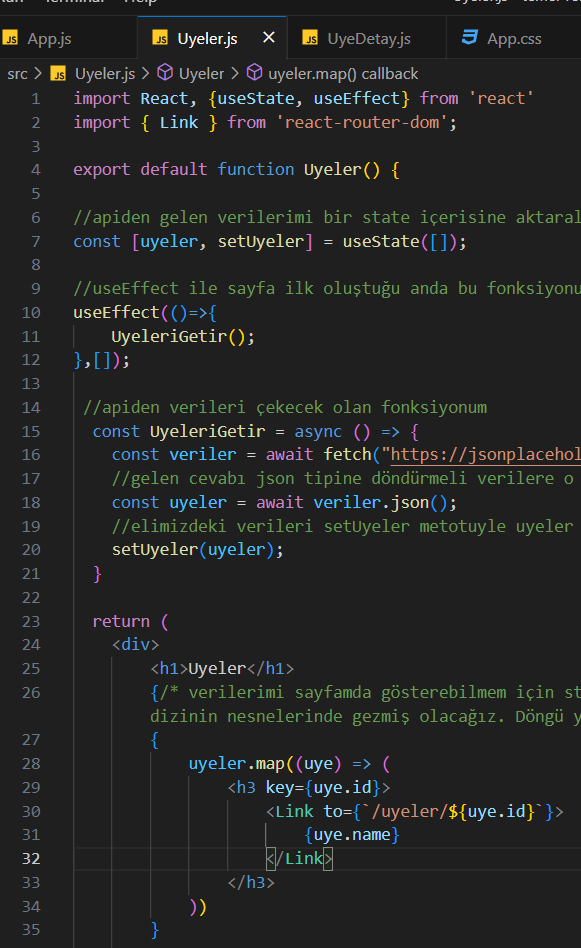 Terminal Help
App.js
Uyeler.js
UyeDetay.js
App.css
src > Uyeler.js > Uyeler > uyeler.map() callback
1 import React, {useState, useEffect} from 'react'
2 import { Link } from 'react-router-dom';
3
4 export default function Uyeler() {
5
6 //apiden gelen verilerimi bir state içerisine aktaral
7 const [uyeler, setUyeler] = useState([]);
8
9 //useEffect ile sayfa ilk oluştuğu anda bu fonksiyonu
10 useEffect(()=>{
11 UyeleriGetir();
12 },[]);
13
14 //apiden verileri çekecek olan fonksiyonum
15 const UyeleriGetir = async () => {
16 const veriler = await fetch("https://jsonplacehol
17 //gelen cevabı json tipine döndürmeli verilere o
18 const uyeler = await veriler.json();
19 //elimizdeki verileri setUyeler metotuyle uyeler
20 setUyeler(uyeler);
21 }
22
23 return (
24 <div>
25 <h1>Uyeler</h1>
26 {/* verilerimi sayfamda gösterebilmem için st
dizinin nesnelerinde gezmiş olacağız. Döngü y
27 {
28 uyeler.map((uye) => (
29 <h3 key={uye.id}>
30 <Link to={`/uyeler/${uye.id}`}>
31 {uye.name}
32 </Link>
33 </h3>
34 ))
35 }